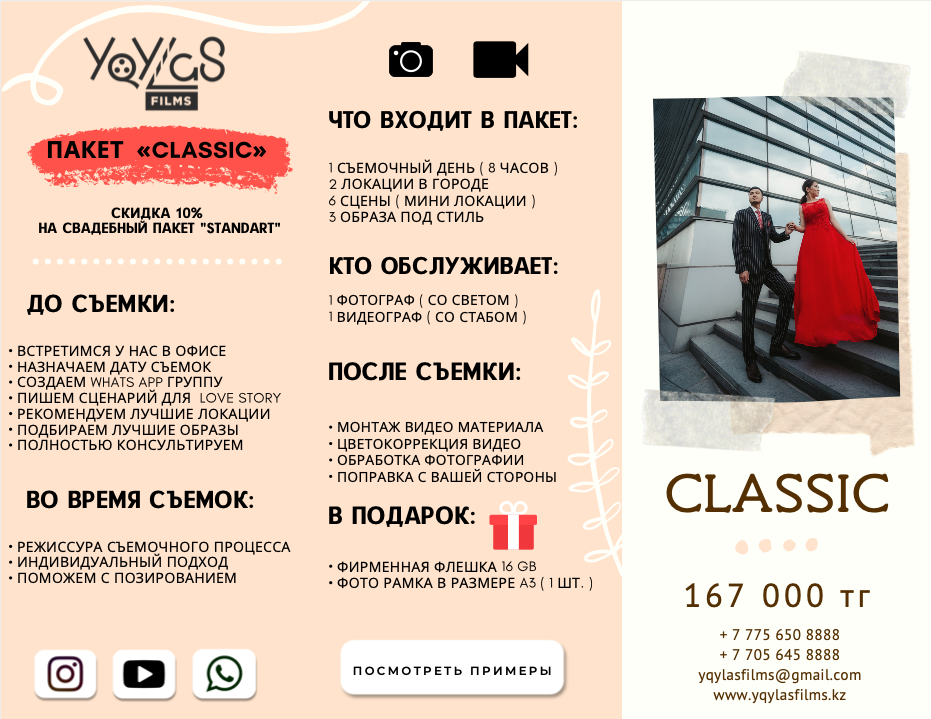 YQYLGS
FILMS
ПАКЕТ «CLASSIC»
СКИДКА 10%
НА СВАДЕБНЫЙ ПАКЕТ "STANDART"
ДО СЪЕМКИ:
• ВСТРЕТИМСЯ У НАС В ОФИСЕ
• НАЗНАЧАЕМ ДАТУ СЪЕМОК
• СОЗДАЕМ WHATS APP ГРУППУ
• ПИШЕМ СЦЕНАРИЙ ДЛЯ LOVE STORY
• РЕКОМЕНДУЕМ ЛУЧШИЕ ЛОКАЦИИ
• ПОДБИРАЕМ ЛУЧШИЕ ОБРАЗЫ
• ПОЛНОСТЬЮ КОНСУЛЬТИРУЕМ
ВО ВРЕМЯ СЪЕМОК:
• РЕЖИССУРА СЪЕМОЧНОГО ПРОЦЕССА
• ИНДИВИДУАЛЬНЫЙ ПОДХОД
• ПОМОЖЕМ С ПОЗИРОВАНИЕМ
ЧТО ВХОДИТ В ПАКЕТ:
1 СЪЕМОЧНЫЙ ДЕНЬ ( 8 ЧАСОВ )
2 ЛОКАЦИИ В ГОРОДЕ
6 СЦЕНЫ ( МИНИ ЛОКАЦИИ )
3 ОБРАЗА ПОД СТИЛЬ
КТО ОБСЛУЖИВАЕТ:
1 ФОТОГРАФ ( СО СВЕТОМ )
1 ВИДЕОГРАФ ( СО СТАБОМ )
ПОСЛЕ СЪЕМКИ:
• МОНТАЖ ВИДЕО МАТЕРИАЛА
• ЦВЕТОКОРРЕКЦИЯ ВИДЕО
• ОБРАБОТКА ФОТОГРАФИИ
• ПОПРАВКА С ВАШЕЙ СТОРОНЫ
В ПОДАРОК:
• ФИРМЕННАЯ ФЛЕШКА 16 GB
• ФОТО РАМКА В РАЗМЕРЕ А3 ( 1 ШТ. )
ПОСМОТРЕТЬ ПРИМЕРЫ
CLASSIC
167 000 тг
+ 7 775 650 8888
+ 7 705 645 8888
yqylasfilms@gmail.com
www.yqylasfilms.kz